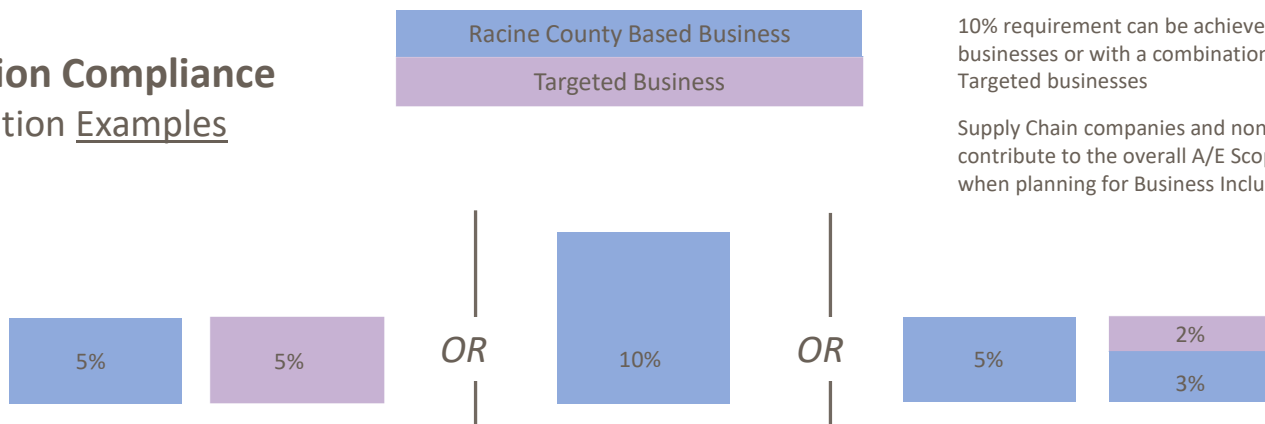 ion Compliance
tion Examples
Racine County Based Business
Targeted Business
10% requirement can be achieve
businesses or with a combination
Targeted businesses
Supply Chain companies and non
contribute to the overall A/E Scop
when planning for Business Inclu
5%
5%
OR
10%
OR
5%
2%
3%